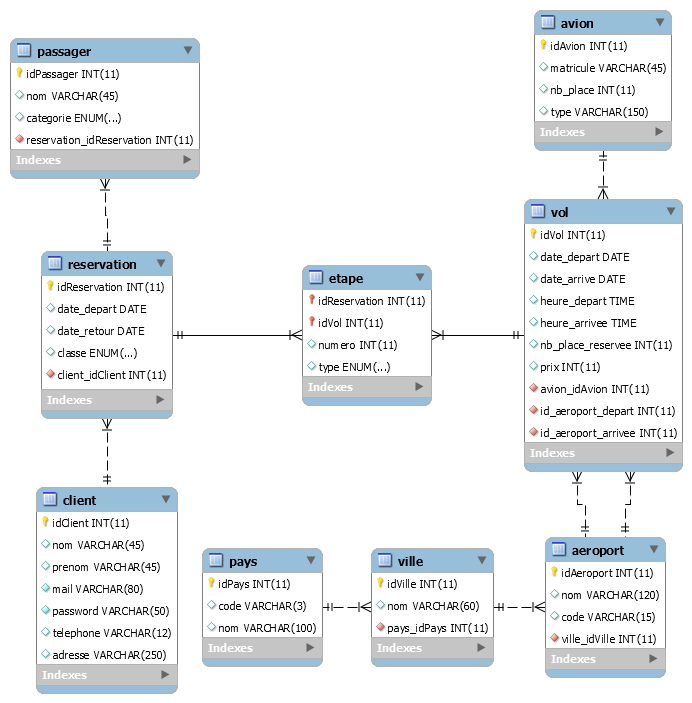 passager
idPassager INT(11)
nom VARCHAR(45)
categorie ENUM(...)
reservation_idReservation INT(11)
Indexes
avion
idAvion INT(11)
matricule VARCHAR(45)
nb_place INT(11)
type VARCHAR(150)
Indexes
reservation
idReservation INT(11)
date_depart DATE
date_retour DATE
classe ENUM(...)
client_idClient INT(11)
Indexes
etape
idReservation INT(11)
idVol INT(11)
numero INT(11)
type ENUM(...)
Indexes
vol
idVol INT(11)
date_depart DATE
date_arrive DATE
heure_depart TIME
heure_arrivee TIME
nb_place_reservee INT(11)
prix INT(11)
avion_idAvion INT(11)
id_aeroport_depart INT(11)
id_aeroport_arrivee INT(11)
Indexes
client
idClient INT(11)
nom VARCHAR(45)
prenom VARCHAR(45)
mail VARCHAR(80)
password VARCHAR(50)
telephone VARCHAR(12)
adresse VARCHAR(250)
Indexes
pays
idPays INT(11)
code VARCHAR(3)
nom VARCHAR(100)
Indexes
ville
idVille INT(11)
nom VARCHAR(60)
pays_idPays INT(11)
Indexes
aeroport
idAeroport INT(11)
nom VARCHAR(120)
code VARCHAR(15)
ville_idVille INT(11)
Indexes